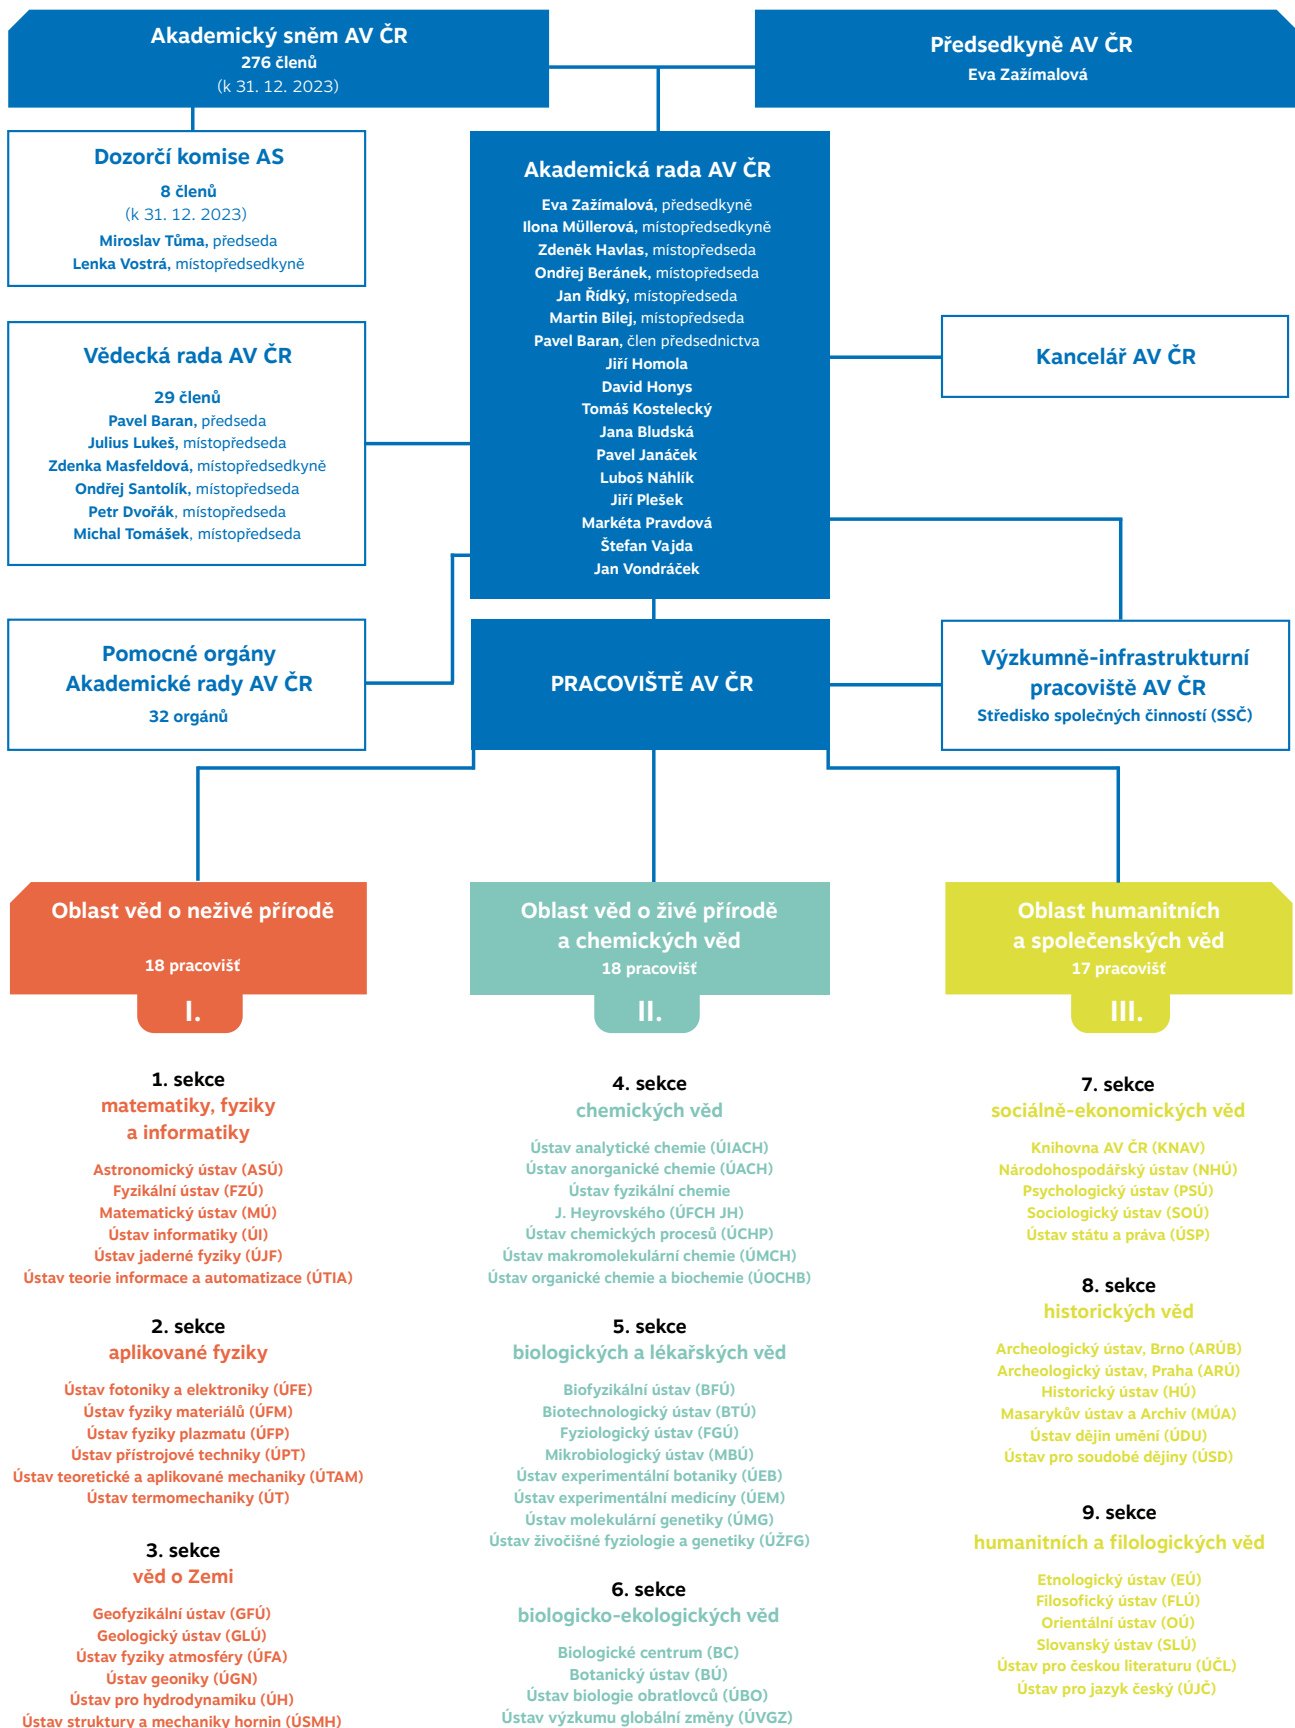 Akademický sněm AV ČR
276 členů
(k 31. 12. 2023)
Předsedkyně AV ČR
Eva Zažímalová
Dozorčí komise AS
8 členů
(k 31. 12. 2023)
Miroslav Tůma, předseda
Lenka Vostrá, místopředsedkyně
Akademická rada AV ČR
Eva Zažímalová, předsedkyně
Ilona Müllerová, místopředsedkyně
Zdeněk Havlas, místopředseda
Ondřej Beránek, místopředseda
Jan Řídký, místopředseda
Martin Bilej, místopředseda
Pavel Baran, člen předsednictva
Jiří Homola
David Honys
Tomáš Kostelecký
Jana Bludská
Pavel Janáček
Luboš Náhlík
Jiří Plešek
Markéta Pravdová
Štefan Vajda
Jan Vondráček
Vědecká rada AV ČR
29 členů
Pavel Baran, předseda
Julius Lukeš, místopředseda
Zdenka Masfeldová, místopředsedkyně
Ondřej Santolík, místopředseda
Petr Dvořák, místopředseda
Michal Tomášek, místopředseda
Kancelář AV ČR
Pomocné orgány
Akademické rady AV ČR
32 orgánů
PRACOVIŠTĚ AV ČR
Výzkumně-infrastrukturní
pracoviště AV ČR
Středisko společných činností (SSČ)
Oblast věd o neživé přírodě
18 pracovišť
I.
Oblast věd o živé přírodě
a chemických věd
18 pracovišť
II.
Oblast humanitních
a společenských věd
17 pracovišť
III.
1. sekce
matematiky, fyziky
a informatiky
Astronomický ústav (ASÚ)
Fyzikální ústav (FZÚ)
Matematický ústav (MÚ)
Ústav informatiky (ÚI)
Ústav jaderné fyziky (ÚJF)
Ústav teorie informace a automatizace (ÚTIA)
2. sekce
aplikované fyziky
Ústav fotoniky a elektroniky (ÚFE)
Ústav fyziky materiálů (ÚFM)
Ústav fyziky plazmatu (ÚFP)
Ústav přístrojové techniky (ÚPT)
Ústav teoretické a aplikované mechaniky (ÚTAM)
Ústav termomechaniky (ÚT)
3. sekce
věd o Zemi
Geofyzikální ústav (GFÚ)
Geologický ústav (GLÚ)
Ústav fyziky atmosféry (ÚFA)
Ústav geoniky (ÚGN)
Ústav pro hydrodynamiku (ÚH)
Ústav struktury a mechaniky hornin (ÚSMH)
4. sekce
chemických věd
Ústav analytické chemie (ÚIACH)
Ústav anorganické chemie (ÚACH)
Ústav fyzikální chemie
J. Heyrovského (ÚFCH JH)
Ústav chemických procesů (ÚCHP)
Ústav makromolekulární chemie (ÚMCH)
Ústav organické chemie a biochemie (ÚOCHB)
5. sekce
biologických a lékařských věd
Biofyzikální ústav (BFÚ)
Biotechnologický ústav (BTÚ)
Fyziologický ústav (FGÚ)
Mikrobiologický ústav (MBÚ)
Ústav experimentální botaniky (ÚEB)
Ústav experimentální medicíny (ÚEM)
Ústav molekulární genetiky (ÚMG)
Ústav živočišné fyziologie a genetiky (ÚŽFG)
6. sekce
biologicko-ekologických věd
Biologické centrum (BC)
Botanický ústav (BÚ)
Ústav biologie obratlovců (ÚBO)
Ústav výzkumu globální změny (ÚVGZ)
7. sekce
sociálně-ekonomických věd
Knihovna AV ČR (KNAV)
Národohospodářský ústav (NHÚ)
Psychologický ústav (PSÚ)
Sociologický ústav (SOÚ)
Ústav státu a práva (ÚSP)
8. sekce
historických věd
Archeologický ústav, Brno (ARÚB)
Archeologický ústav, Praha (ARÚ)
Historický ústav (HÚ)
Masarykův ústav a Archiv (MÚA)
Ústav dějin umění (ÚDU)
Ústav pro soudobé dějiny (ÚSD)
9. sekce
humanitních a filologických věd
Etnologický ústav (EÚ)
Filosofický ústav (FLÚ)
Orientální ústav (OÚ)
Slovanský ústav (SLÚ)
Ústav pro českou literaturu (ÚČL)
Ústav pro jazyk český (ÚJČ)